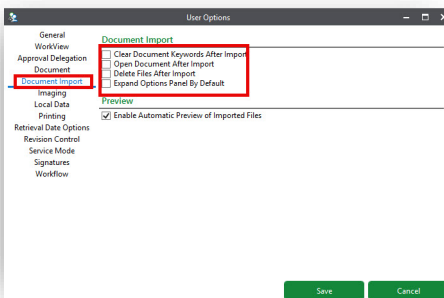 User Options
General
WorkView
Approval Delegation
Document
Document Import
Imaging
Local Data
Printing
Retrieval Date Options
Revision Control
Service Mode
Signatures
Workflow
Document Import
Clear Document Keywords After Import
Open Document After Import
Delete Files After Import
Expand Options Panel By Default
Preview
Enable Automatic Preview of Imported Files
Save
Cancel